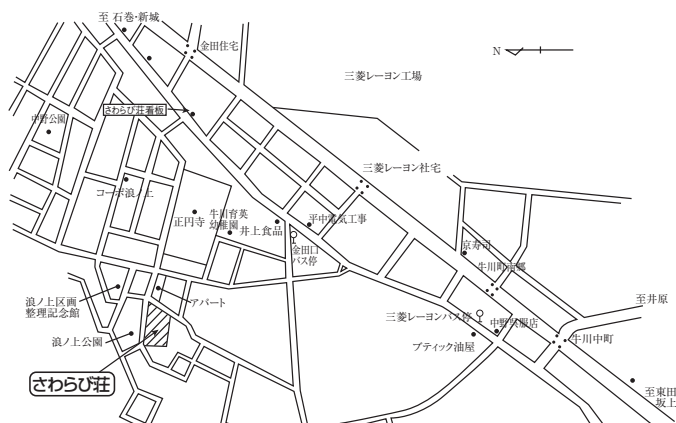 至 石巻・新城
金田住宅
N
三菱レーヨン工場
さわらび荘看板
中野公園
三菱レーヨン社宅
コーポ浪ノ上
正円寺
牛川育英
幼稚園
井上食品
平中電気工事
金田口
バス停
京寿司
牛川町南郷
浪ノ上区画
整理記念館
アパート
至井原
三菱レーヨンバス停
中野呉服店
浪ノ上公園
ブティック油屋
牛川中町
さわらび荘
至東田
坂上